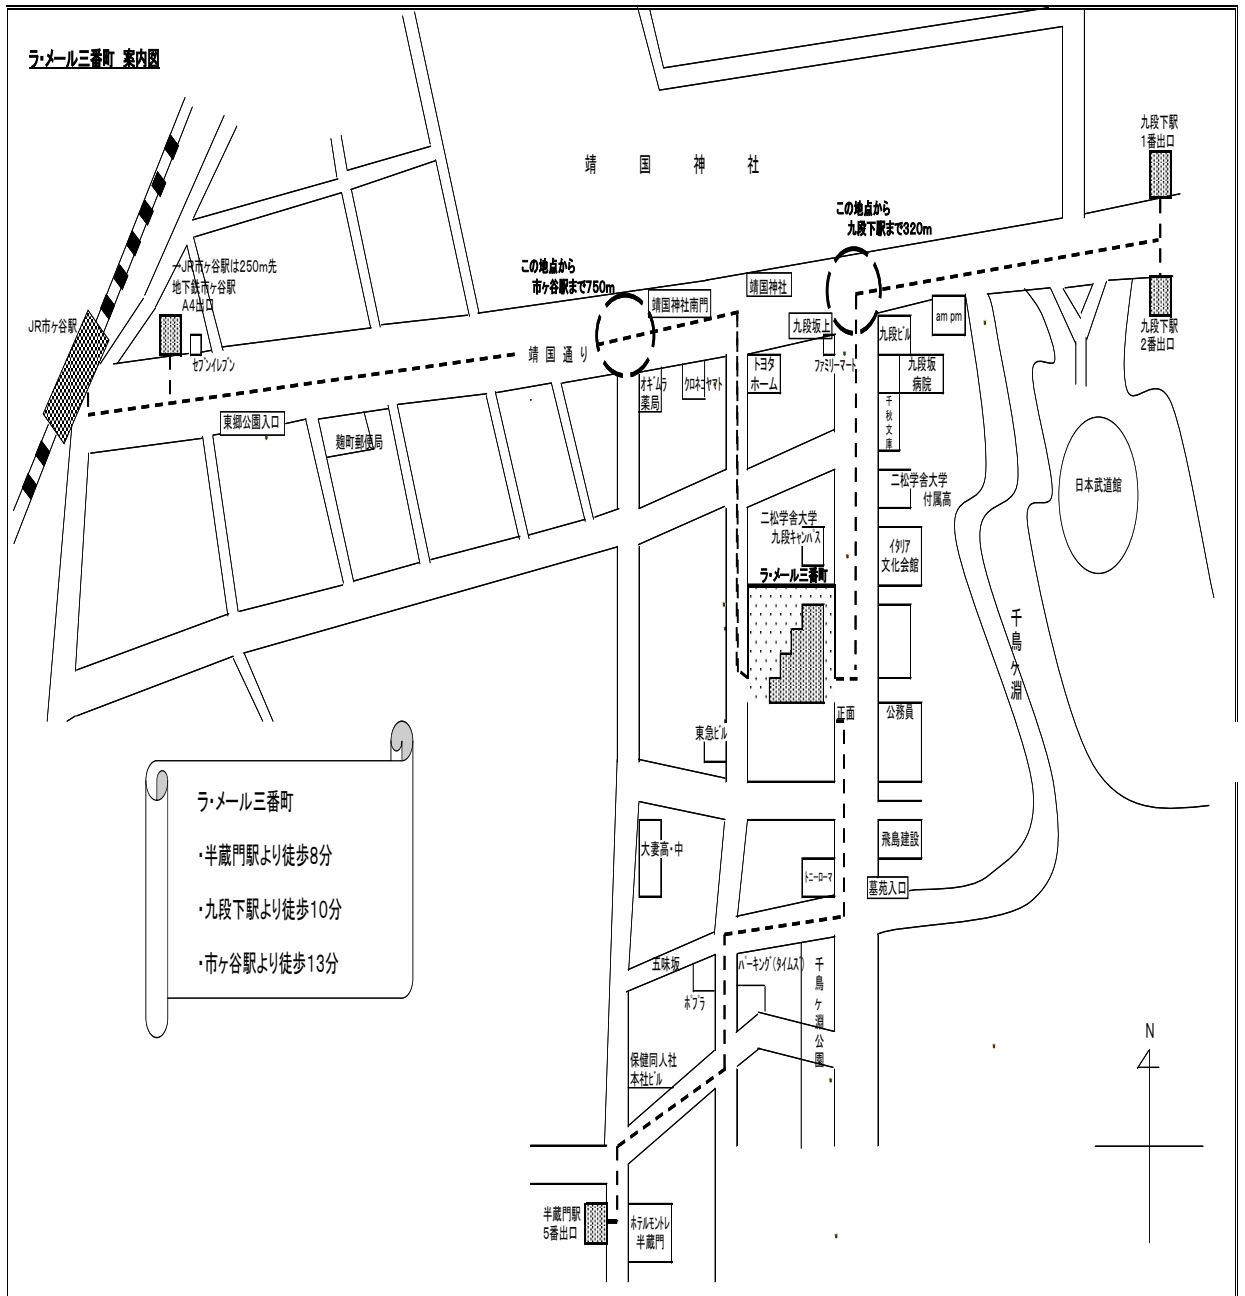 ラ・メール三番町 案内図
九段下駅
1番出口
靖 国 神 社
この地点から
九段下駅まで320m
この地点から
市ヶ谷駅まで750m
→JR市ヶ谷駅は250m先
地下鉄市ヶ谷駅
A4出口
JR市ヶ谷駅
セブンイレブン
靖国神社南門
靖国神社
九段坂上
九段ビル
am pm
九段下駅
2番出口
靖 国 通 り
ファミリーマート
オギムラ
薬局
クロネコヤマト
トヨタ
ホーム
九段坂
病院
千秋文庫
東郷公園入口
麹町郵便局
日本武道館
二松学舎大学
付属高
二松学舎大学
九段キャンパス
イタリア
文化会館
ラ・メール三番町
千鳥ケ淵
正面
公務員
東急ビル
ラ・メール三番町
・半蔵門駅より徒歩8分
・九段下駅より徒歩10分
・市ヶ谷駅より徒歩13分
大妻高・中
飛島建設
トニーローマ
墓苑入口
五味坂
パーキング(タイムズ)
ポプラ
千鳥ヶ淵公園
保健同人社
本社ビル
N
半蔵門駅
5番出口
ホテルモントレ
半蔵門